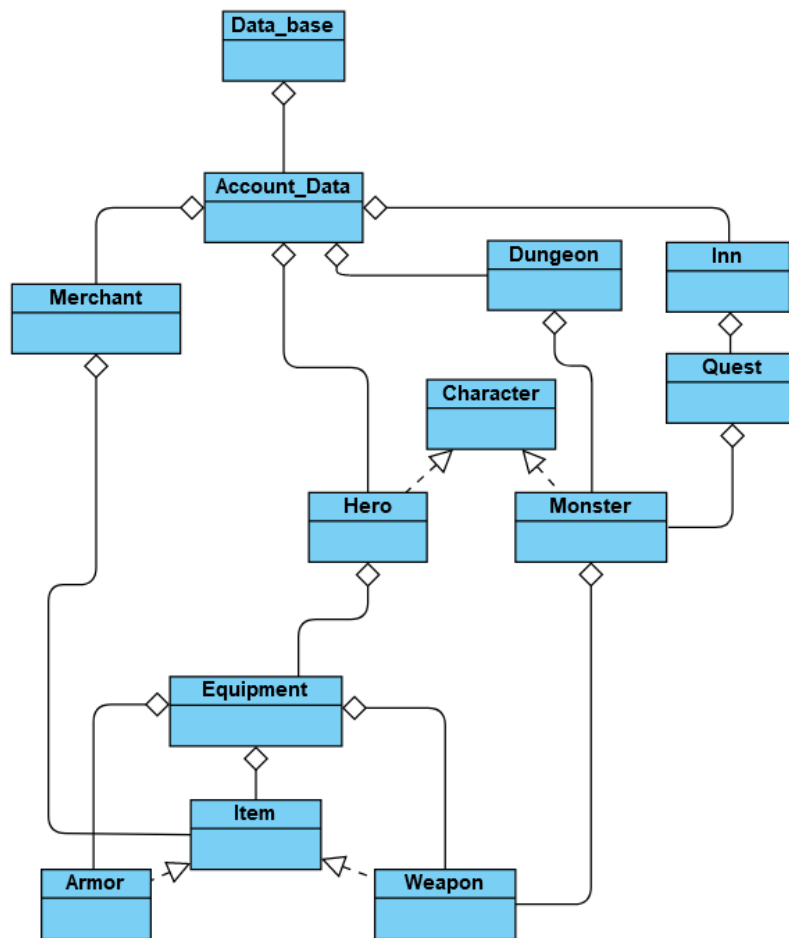 Data_base
Account_Data
Merchant
Dungeon
Inn
Quest
Character
Hero
Monster
Equipment
Item
Armor
Weapon